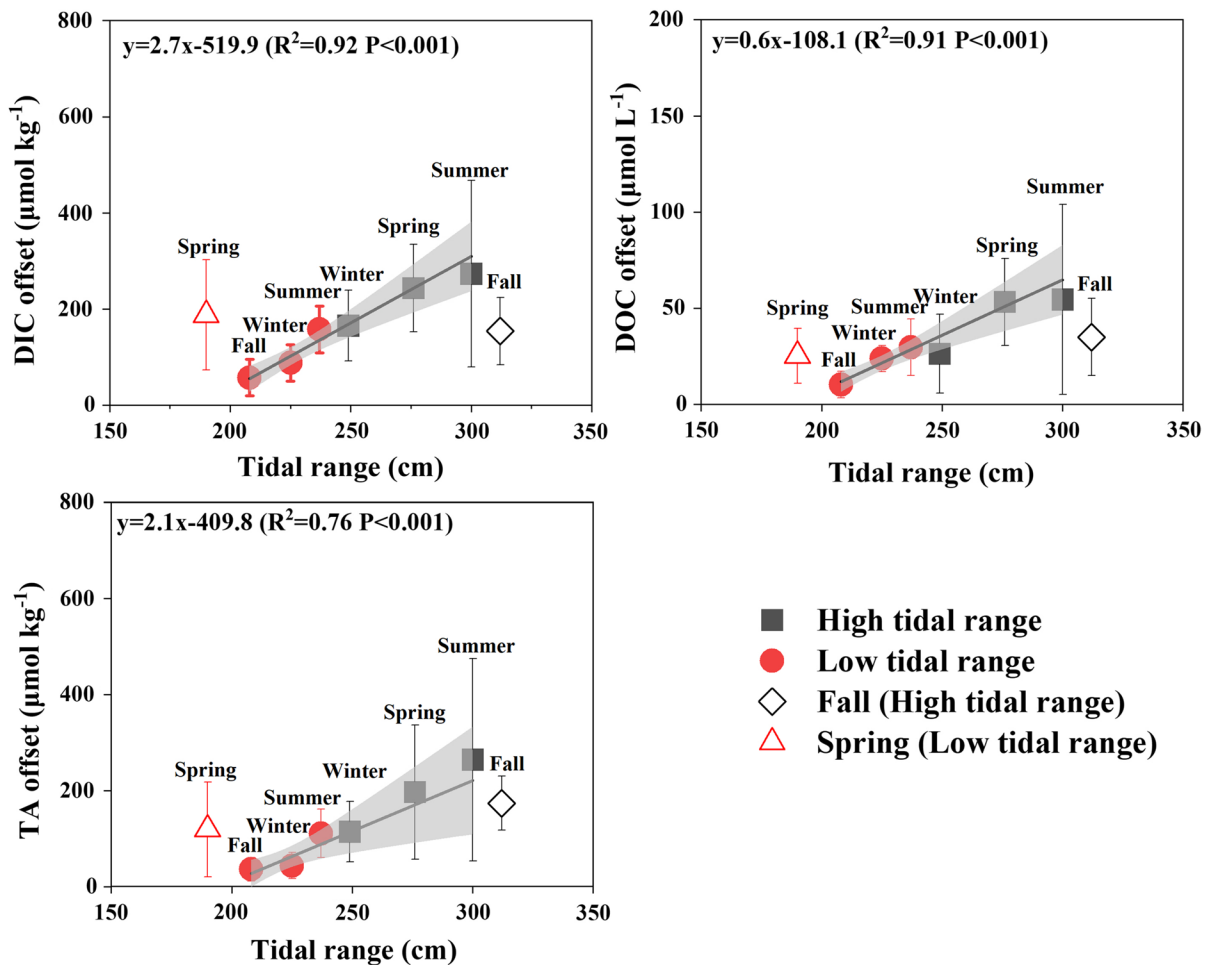 y=2.7x-519.9 (R²=0.92 P<0.001)
DIC offset (μmol kg⁻¹)
800
600
400
200
0
Spring
Fall
Winter
Summer
Winter
Spring
Summer
Fall
150
200
250
300
350
Tidal range (cm)
y=0.6x-108.1 (R²=0.91 P<0.001)
DOC offset (μmol L⁻¹)
200
150
100
50
0
Spring
Fall
Winter
Summer
Winter
Spring
Summer
Fall
150
200
250
300
350
Tidal range (cm)
y=2.1x-409.8 (R²=0.76 P<0.001)
TA offset (μmol kg⁻¹)
800
600
400
200
0
Spring
Fall
Winter
Summer
Winter
Spring
Summer
Fall
150
200
250
300
350
Tidal range (cm)
High tidal range
Low tidal range
Fall (High tidal range)
Spring (Low tidal range)